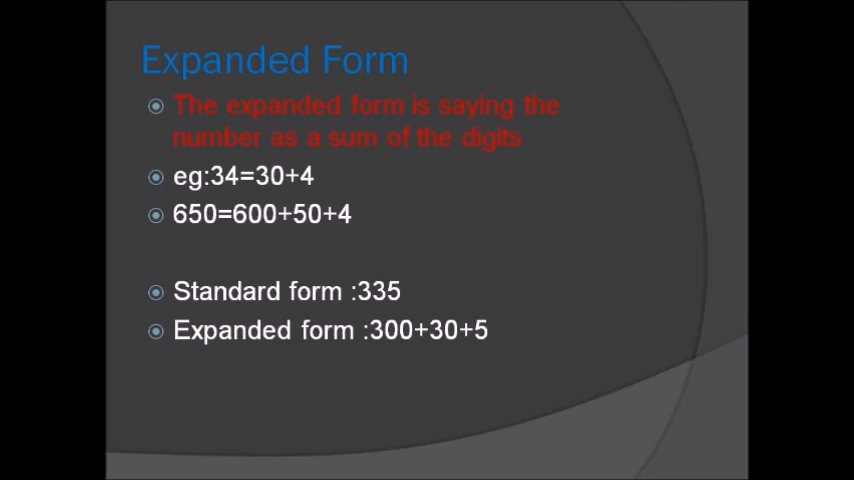 Expanded Form
The expanded form is saying the
number as a sum of the digits
eg:34=30+4
650=600+50+4
Standard form :335
Expanded form :300+30+5